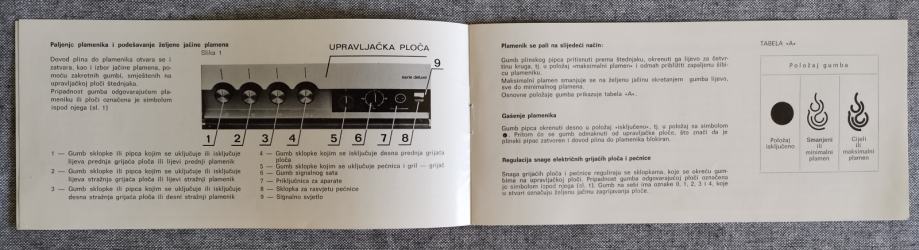 Paljenje plamenika i podešavanje željene jačine plamena
Slika 1
UPRAVLJAČKA PLOČA
Dovod plina do plamenika otvara se i
zatvara, kao i izbor jačine plamena, po-
moću zakretnih gumbi, smještenih na
upravljačkoj ploči štednjaka.
Pripadnost gumba odgovarajućem pla-
meniku ili ploči označena je simbolom
ispod njega (sl. 1)
1 2 3 4 5 6 7 8 9
1 — Gumb sklopke ili pipca kojim se uključuje ili isključuje
lijeva prednja grijaća ploča ili lijevi prednji plamenik
2 — Gumb sklopke ili pipca kojim se uključuje ili isključuje
lijeva stražnja grijaća ploča ili lijevi stražnji plamenik
3 — Gumb sklopke ili pipca kojim se uključuje ili isključuje
desna stražnja grijaća ploča ili desni stražnji plamenik
4 — Gumb sklopke kojim se uključuje desna prednja grijaća
ploča
5 — Gumb sklopke kojim se uključuje pećnica i gril — grijač
6 — Gumb signalnog sata
7 — Priključnica za aparate
8 — Sklopka za rasvjetu pećnice
9 — Signalno svjetlo
Plamenik se pali na slijedeći način:
Gumb plinskog pipca pritisnuti prema štednjaku, okrenuti ga lijevo za četvr-
tinu kruga, tj. u položaj «maksimalni plamen» i odmah približiti zapaljenu šibi-
cu plameniku.
Maksimalni plamen smanjuje se na željenu jačinu okretanjem gumba lijevo,
sve do minimalnog plamena.
Osnovne položaje gumba prikazuje tabela «A».
Gašenje plamenika
Gumb pipca okrenuti desno u položaj «isključeno», tj. u položaj sa simbolom
●. Pritom će se gumb odmaknuti od upravljačke ploče, što znači da je
plinski pipac zatvoren i dovod plina do plamenika blokiran.
Regulacija snage električnih grijaćih ploča i pećnice
Snaga grijaćih ploča i pećnice reguliraju se sklopkama, koje se okreću gum-
bima na upravljačkoj ploči. Pripadnost gumba odgovarajućoj ploči označena
je simbolom ispod njega (sl. 1). Gumb na sebi ima oznake 0, 1, 2, 3 i 4, koje
u stvari označuju željenu jačinu zagrijavanja ploče.
TABELA «A»
Položaj gumba
Položaj
isključeno
Smanjeni
ili
minimalni
plamen
Cijeli
ili
maksimalni
plamen